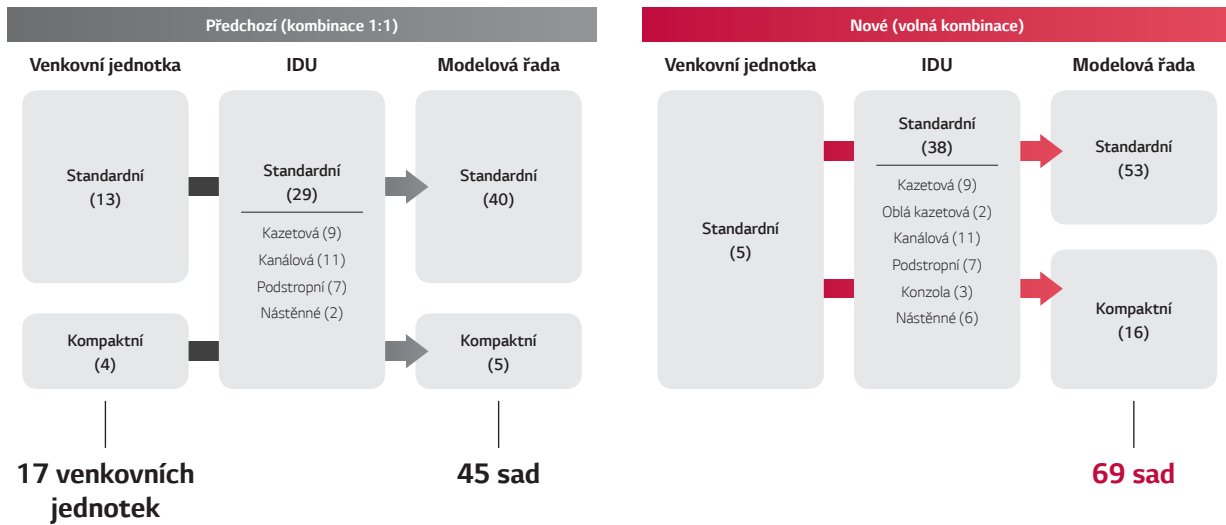 Předchozí (kombinace 1:1)
Venkovní jednotka
IDU
Modelová řada
Standardní
(13)
Standardní
(29)
Kazetová (9)
Kanálová (11)
Podstropní (7)
Nástěnné (2)
Standardní
(40)
Kompaktní
(4)
Kompaktní
(5)
17 venkovních
jednotek
45 sad
Nové (volná kombinace)
Venkovní jednotka
IDU
Modelová řada
Standardní
(5)
Standardní
(38)
Kazetová (9)
Oblá kazetová (2)
Kanálová (11)
Podstropní (7)
Konzola (3)
Nástěnné (6)
Standardní
(53)
Kompaktní
(16)
69 sad